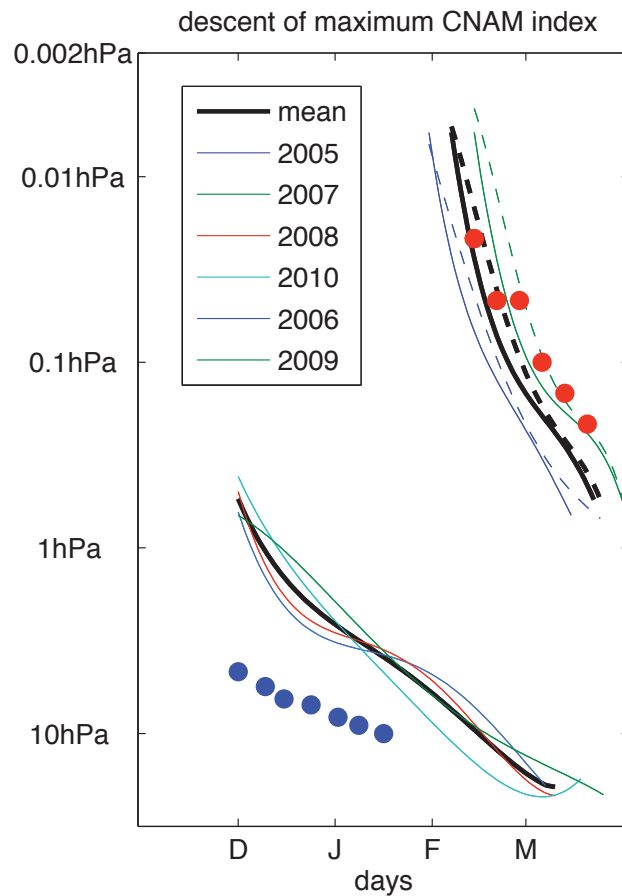 descent of maximum CNAM index
0.002hPa
mean
2005
0.01hPa
2007
2008
2010
2006
0.1hPa
2009
1hPa
10hPa
D J F M
days